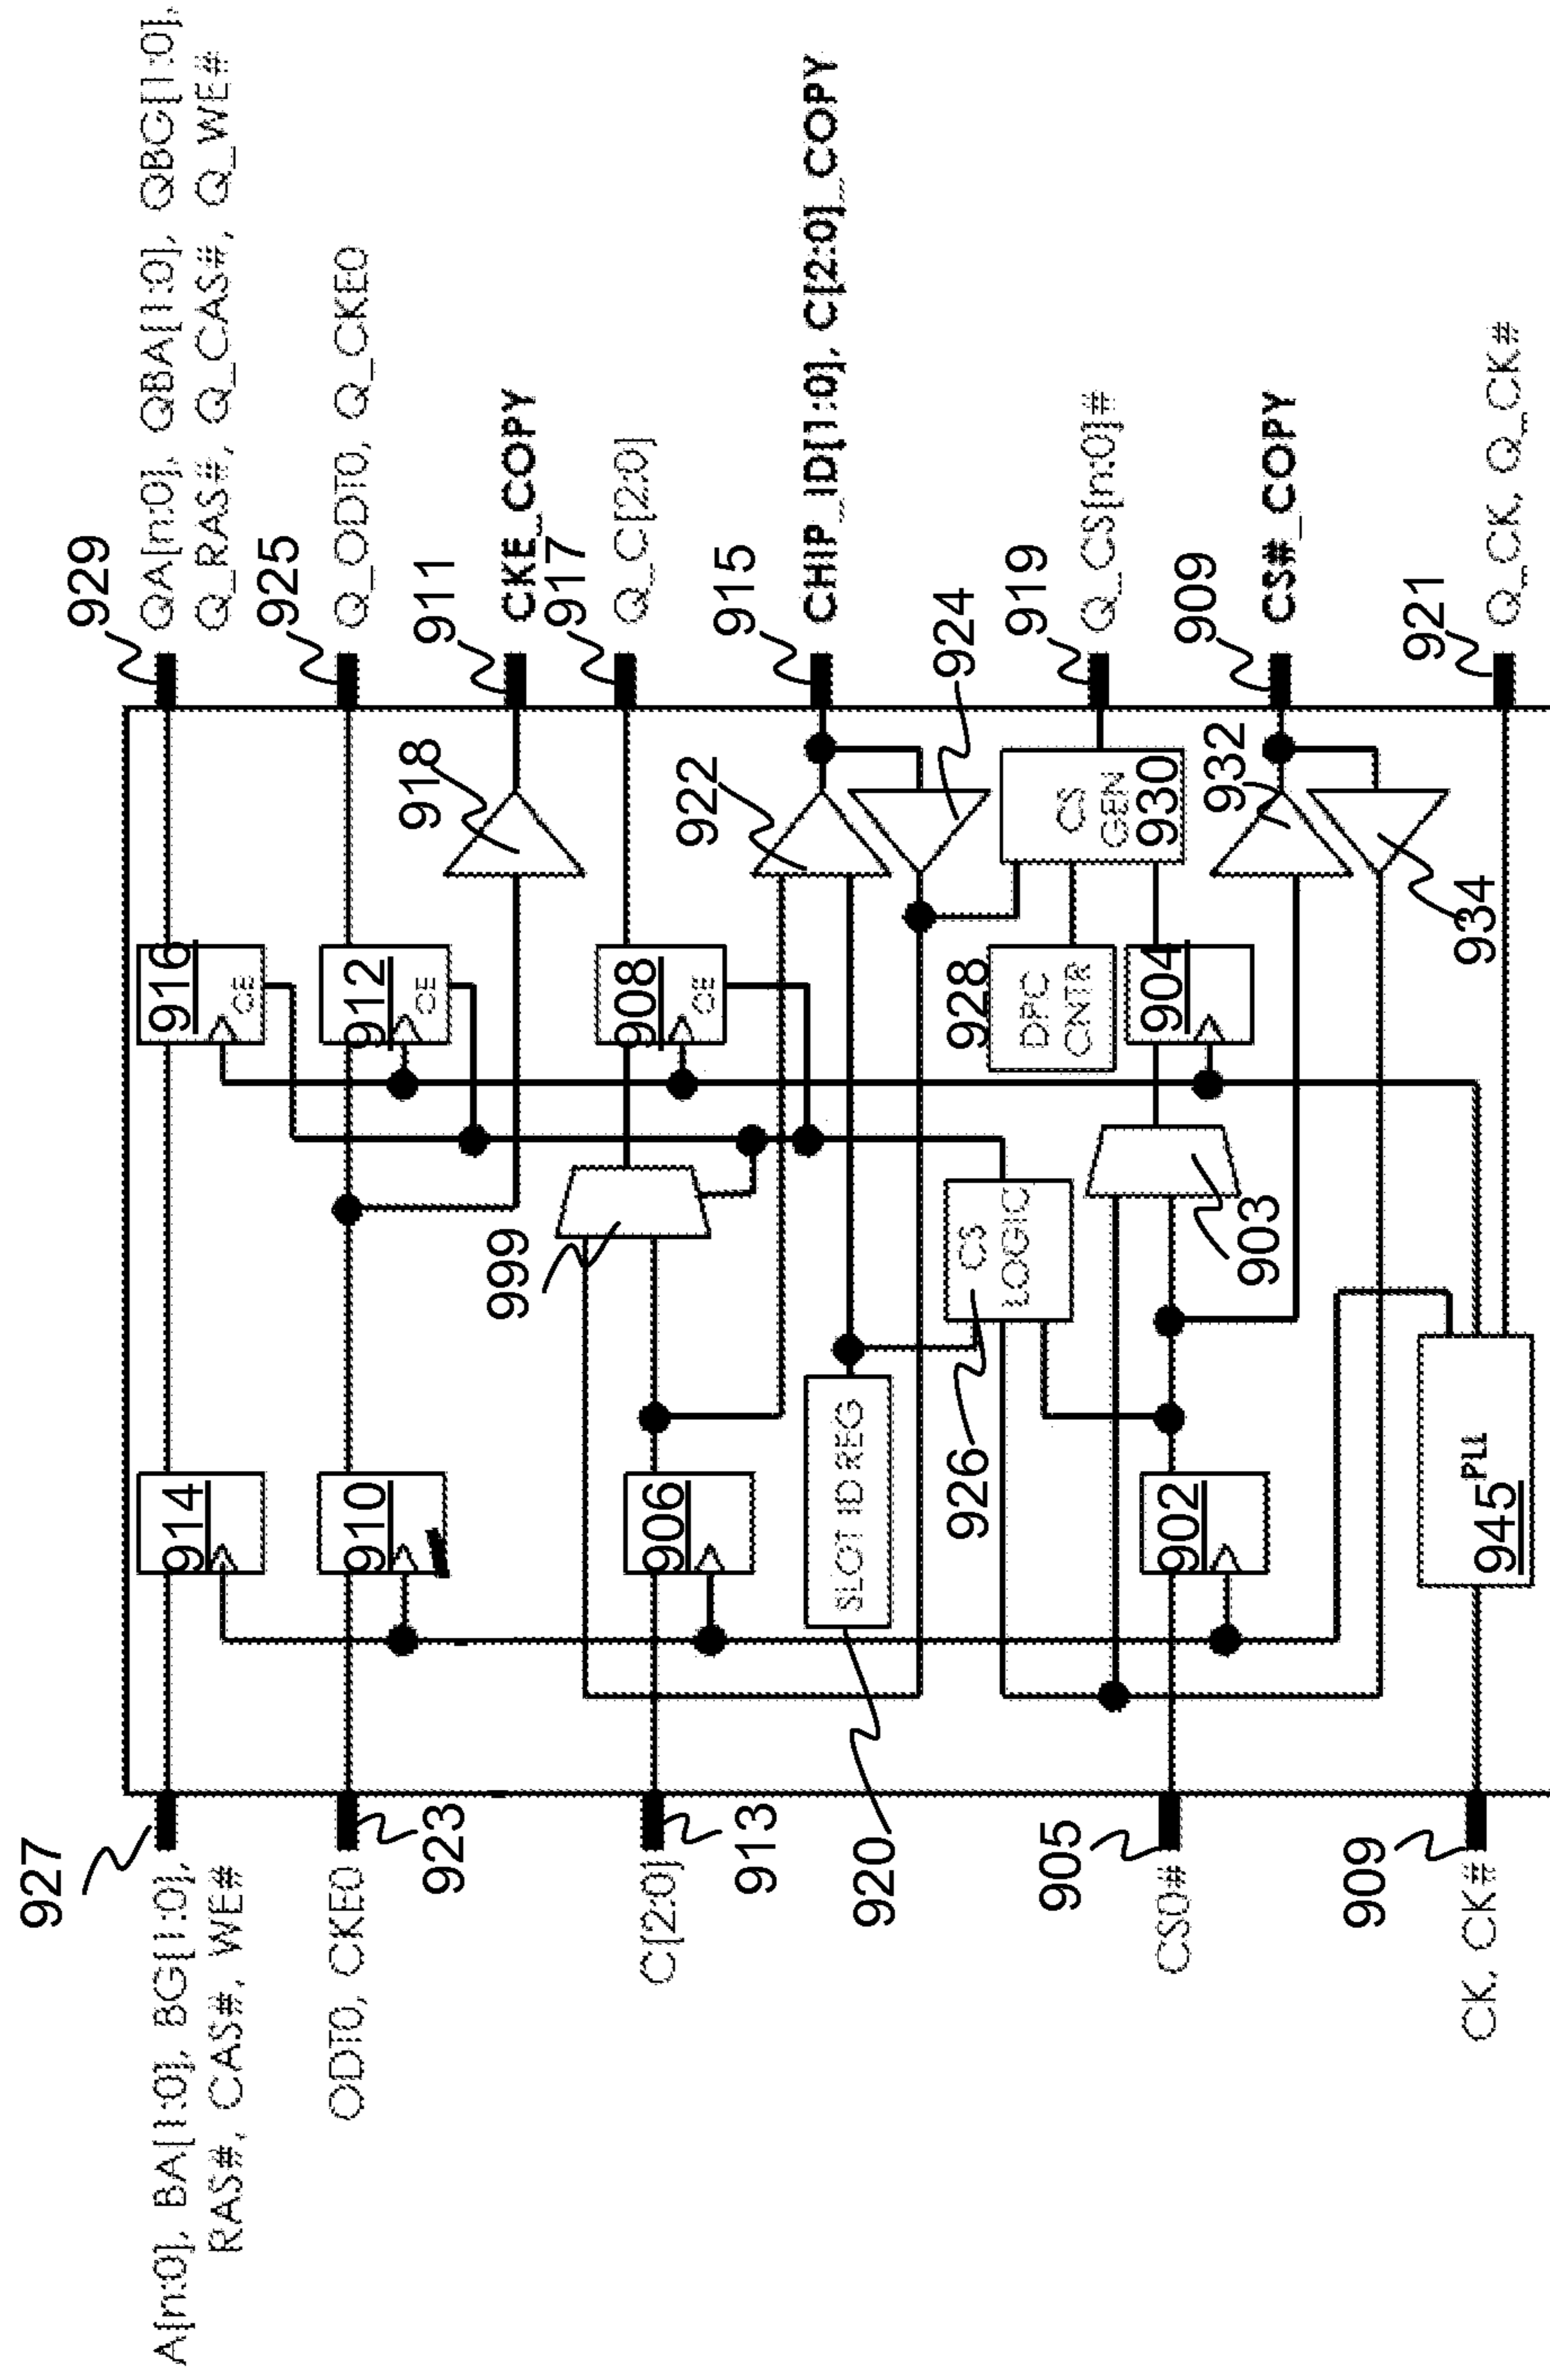 927
A[n:0], BA[1:0], BG[1:0],
RAS#, CAS#, WE#
923
ODT0, CKE0
913
C[2:0]
920
905
CS0#
909
CK, CK#
914
910
906
SLOT ID REG
926
902
PLL
945
999
CS
LOGIC
903
916
CE
912
CE
908
CE
928
DPC
CNTR
904
918
922
924
CS
GEN
930
932
934
929
QA[n:0], QBA[1:0], QBG[1:0],
Q_RAS#, Q_CAS#, Q_WE#
925
Q_ODT0, Q_CKE0
911
CKE_COPY
917
Q_C[2:0]
915
CHIP_ID[1:0], C[2:0]_COPY
919
Q_CS[n:0]#
909
CS#_COPY
921
Q_CK, Q_CK#